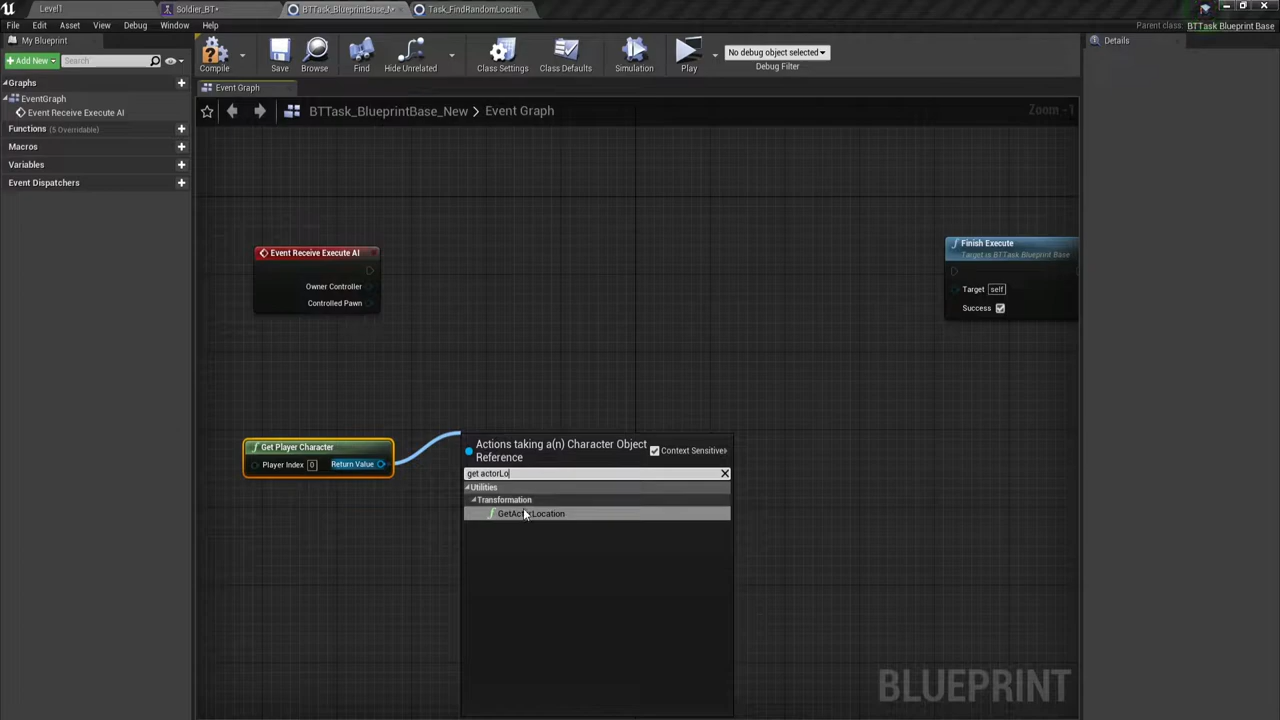 Level1
Soldier_BT*
BTTask_BlueprintBase_N
Task_FindRandomLocatic
File Edit Asset View Debug Window Help
Parent class: BTTask Blueprint Base
My Blueprint
Details
+ Add New
Search
Compile
Save
Browse
Find
Hide Unrelated
Class Settings
Class Defaults
Simulation
Play
No debug object selected
Debug Filter
Graphs
EventGraph
Event Receive Execute AI
Functions (5 Overridable)
Macros
Variables
Event Dispatchers
Event Graph
BTTask_BlueprintBase_New > Event Graph
Zoom -1
Event Receive Execute AI
Owner Controller
Controlled Pawn
Finish Execute
Target is BTTask Blueprint Base
Target self
Success
Get Player Character
Player Index 0
Return Value
Actions taking a(n) Character Object
Reference
Context Sensitive
get actorLo
Utilities
Transformation
GetActorLocation
BLUEPRINT